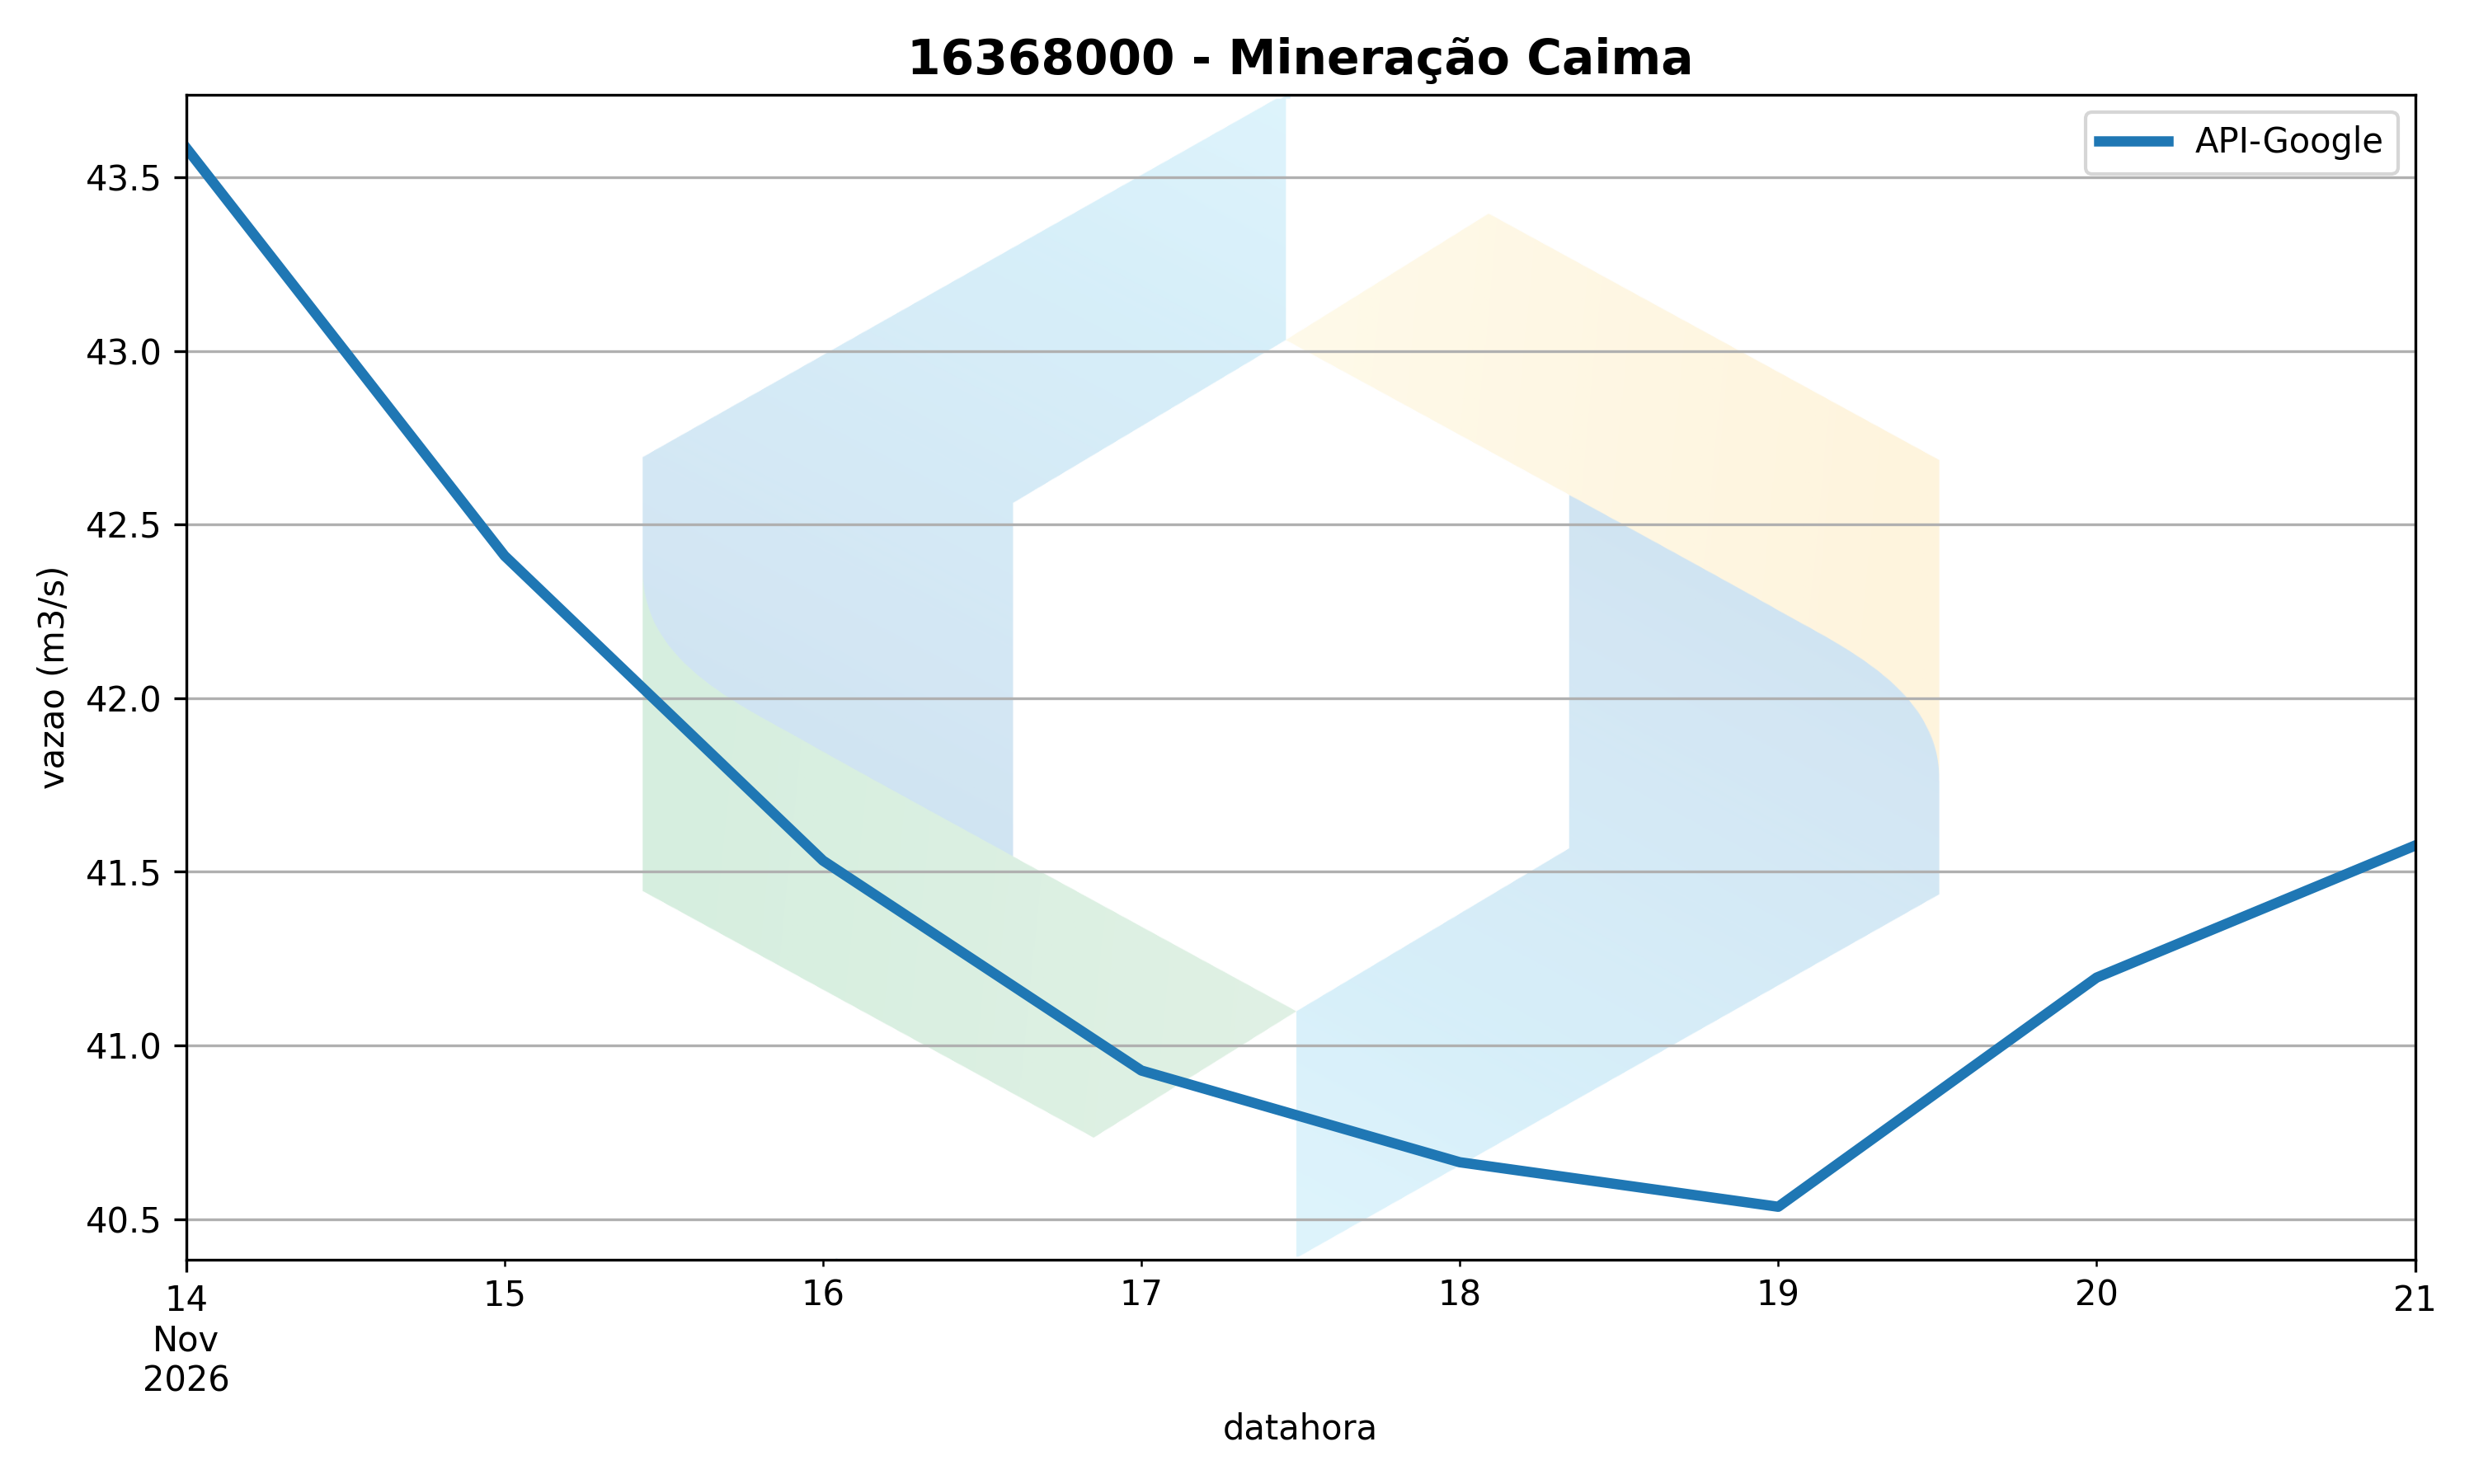 16368000 - Mineração Caima
API-Google
vazao (m3/s)
43.5
43.0
42.5
42.0
41.5
41.0
40.5
14 15 16 17 18 19 20 21
Nov
2026
datahora